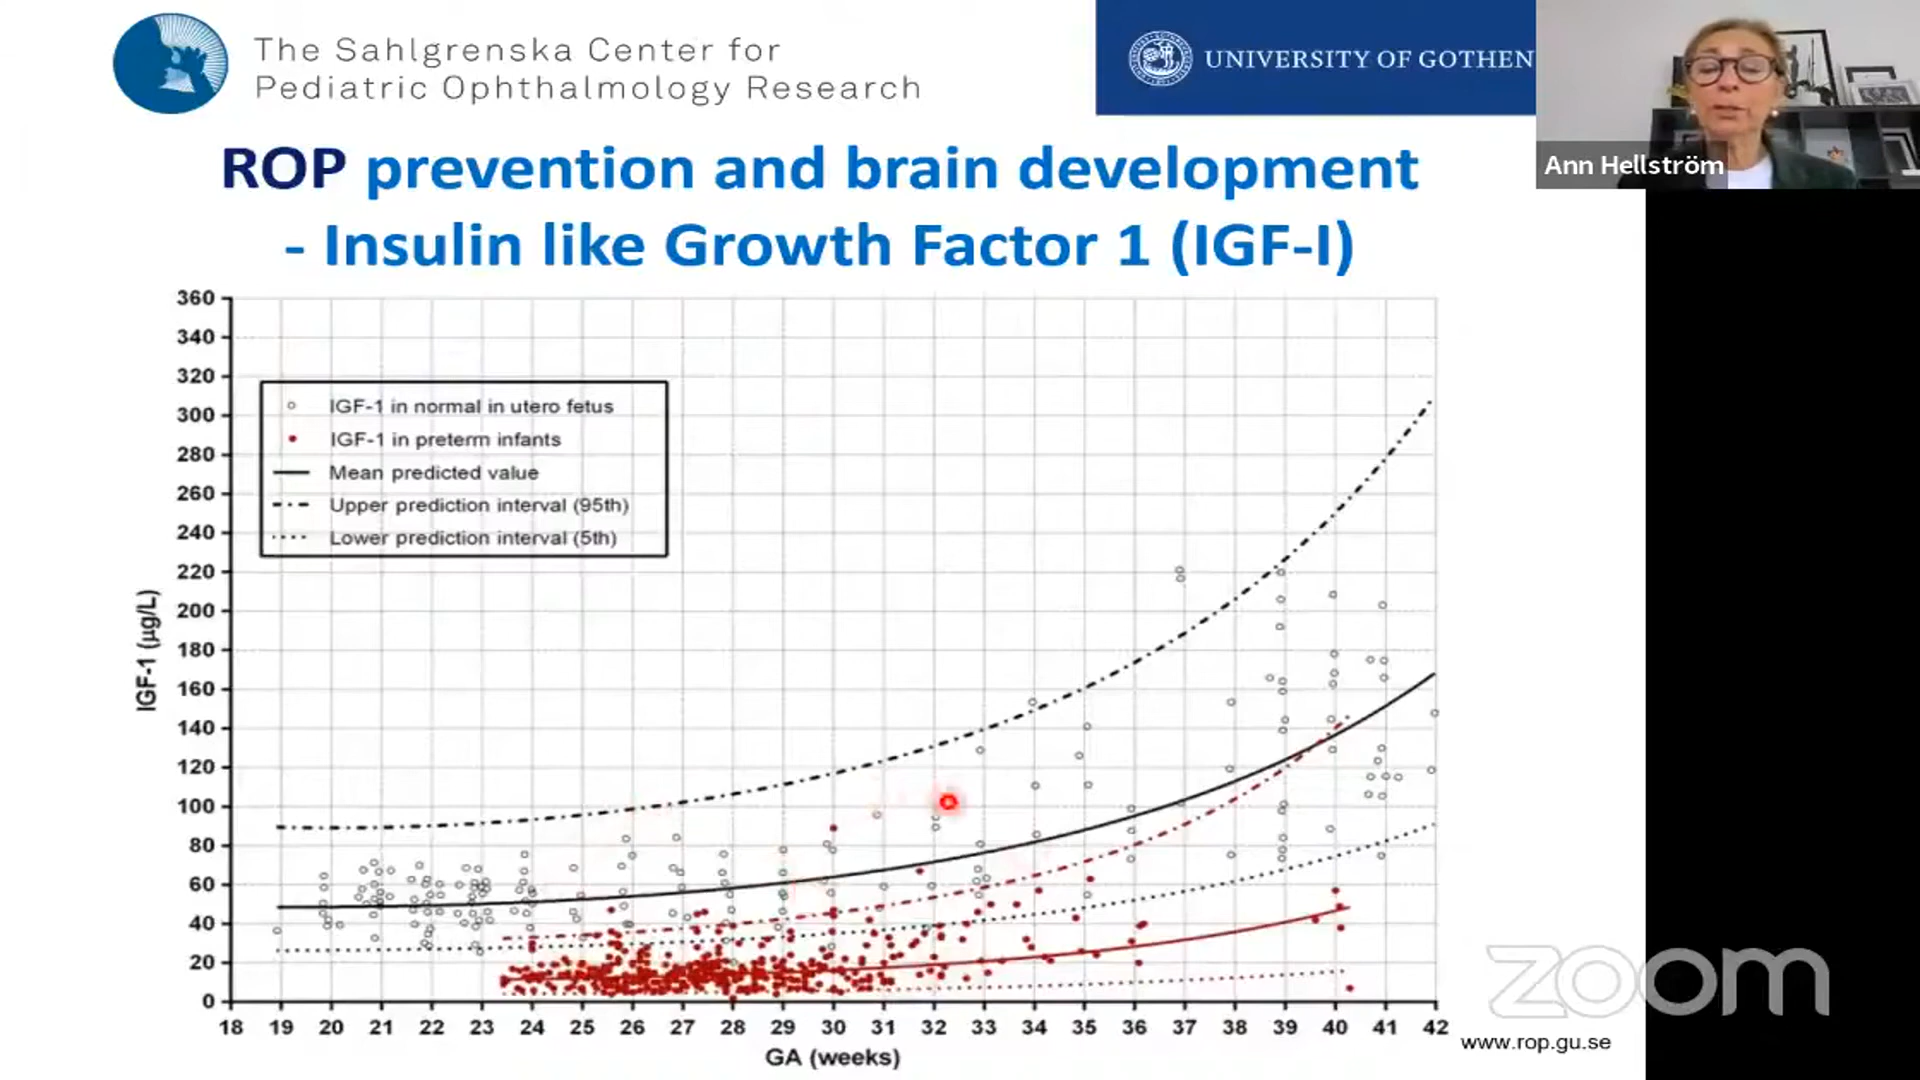 The Sahlgrenska Center for
Pediatric Ophthalmology Research
UNIVERSITY OF GOTHEN
Ann Hellström
ROP prevention and brain development
- Insulin like Growth Factor 1 (IGF-I)
360
340
320
300
280
260
240
220
200
180
160
140
120
100
80
60
40
20
0
IGF-1 (µg/L)
IGF-1 in normal in utero fetus
IGF-1 in preterm infants
Mean predicted value
Upper prediction interval (95th)
Lower prediction interval (5th)
18 19 20 21 22 23 24 25 26 27 28 29 30 31 32 33 34 35 36 37 38 39 40 41 42
GA (weeks)
zoom
www.rop.gu.se